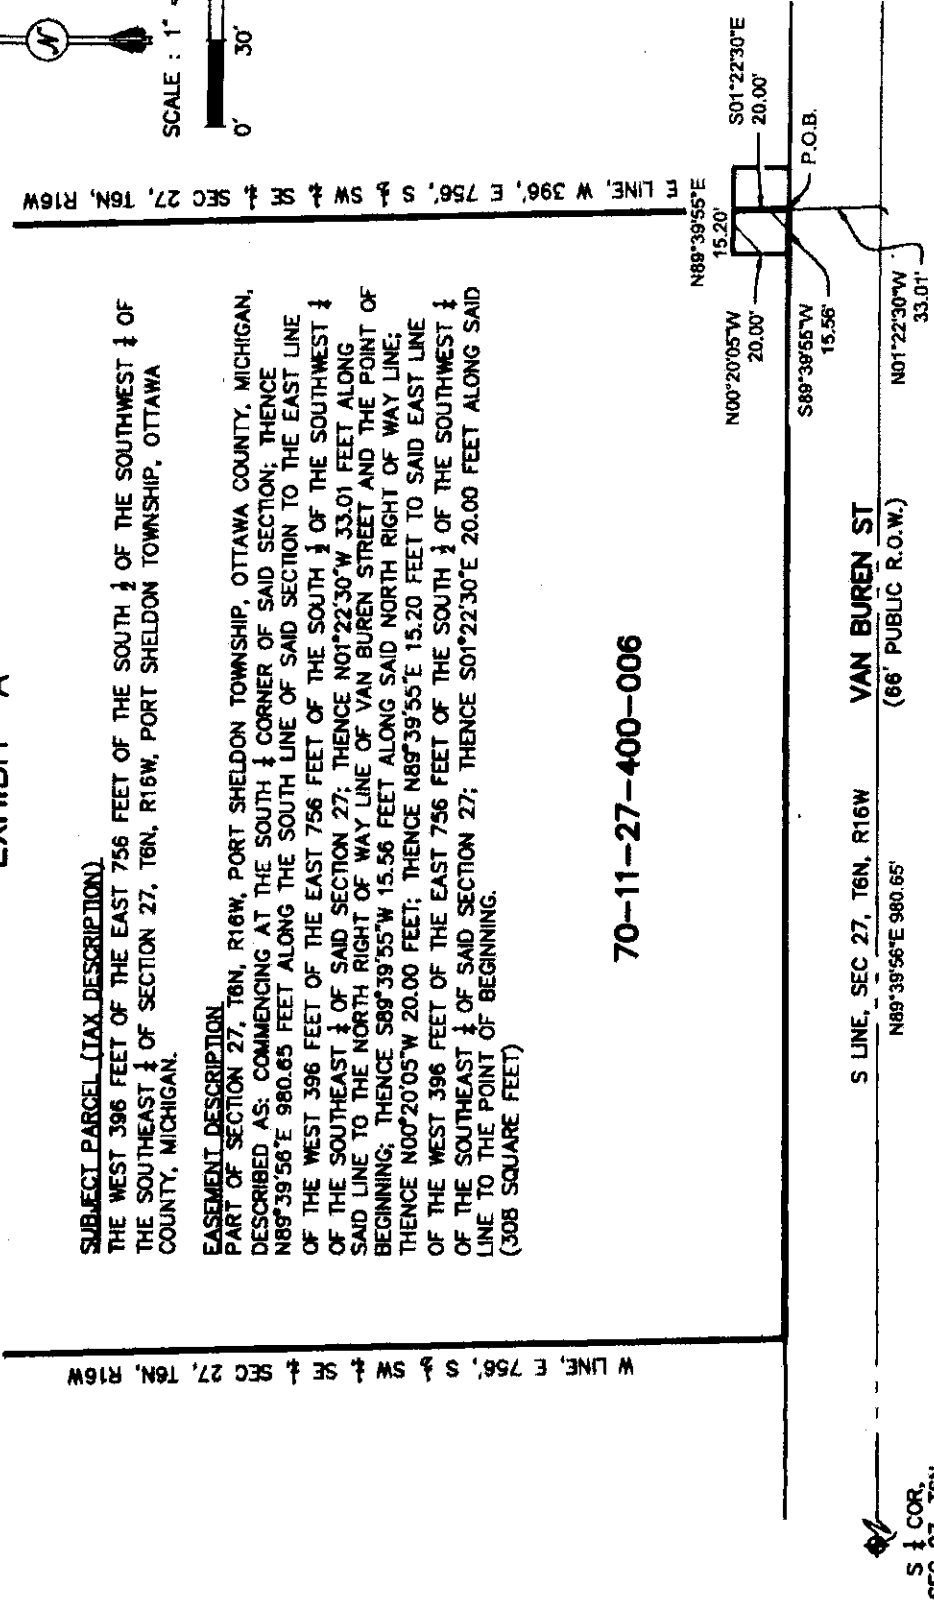 SUBJECT PARCEL (TAX DESCRIPTION)
THE WEST 396 FEET OF THE EAST 756 FEET OF THE SOUTH ½ OF THE SOUTHWEST ¼ OF
THE SOUTHEAST ¼ OF SECTION 27, T6N, R16W, PORT SHELDON TOWNSHIP, OTTAWA
COUNTY, MICHIGAN.
EASEMENT DESCRIPTION
PART OF SECTION 27, T6N, R16W, PORT SHELDON TOWNSHIP, OTTAWA COUNTY, MICHIGAN,
DESCRIBED AS: COMMENCING AT THE SOUTH ¼ CORNER OF SAID SECTION; THENCE
N89°39'56"E 980.65 FEET ALONG THE SOUTH LINE OF SAID SECTION TO THE EAST LINE
OF THE WEST 396 FEET OF THE EAST 756 FEET OF THE SOUTH ½ OF THE SOUTHWEST ¼
OF THE SOUTHEAST ¼ OF SAID SECTION 27; THENCE N01°22'30"W 33.01 FEET ALONG
SAID LINE TO THE NORTH RIGHT OF WAY LINE OF VAN BUREN STREET AND THE POINT OF
BEGINNING; THENCE S89°39'55"W 15.56 FEET ALONG SAID NORTH RIGHT OF WAY LINE;
THENCE N00°20'05"W 20.00 FEET; THENCE N89°39'55"E 15.20 FEET TO SAID EAST LINE
OF THE WEST 396 FEET OF THE EAST 756 FEET OF THE SOUTH ½ OF THE SOUTHWEST ¼
OF THE SOUTHEAST ¼ OF SAID SECTION 27; THENCE S01°22'30"E 20.00 FEET ALONG SAID
LINE TO THE POINT OF BEGINNING.
(308 SQUARE FEET)
70-11-27-400-006
N
SCALE : 1"
0' 30'
W LINE, E 756', S ½ SW ¼ SE ¼ SEC 27, T6N, R16W
E LINE, W 396', E 756', S ½ SW ¼ SE ¼ SEC 27, T6N, R16W
N89°39'55"E
15.20'
S01°22'30"E
20.00'
N00°20'05"W
20.00'
P.O.B.
S89°39'55"W
15.56'
N01°22'30"W
33.01'
S LINE, SEC 27, T6N, R16W
N89°39'56"E 980.65'
VAN BUREN ST
(66' PUBLIC R.O.W.)
S ¼ COR,